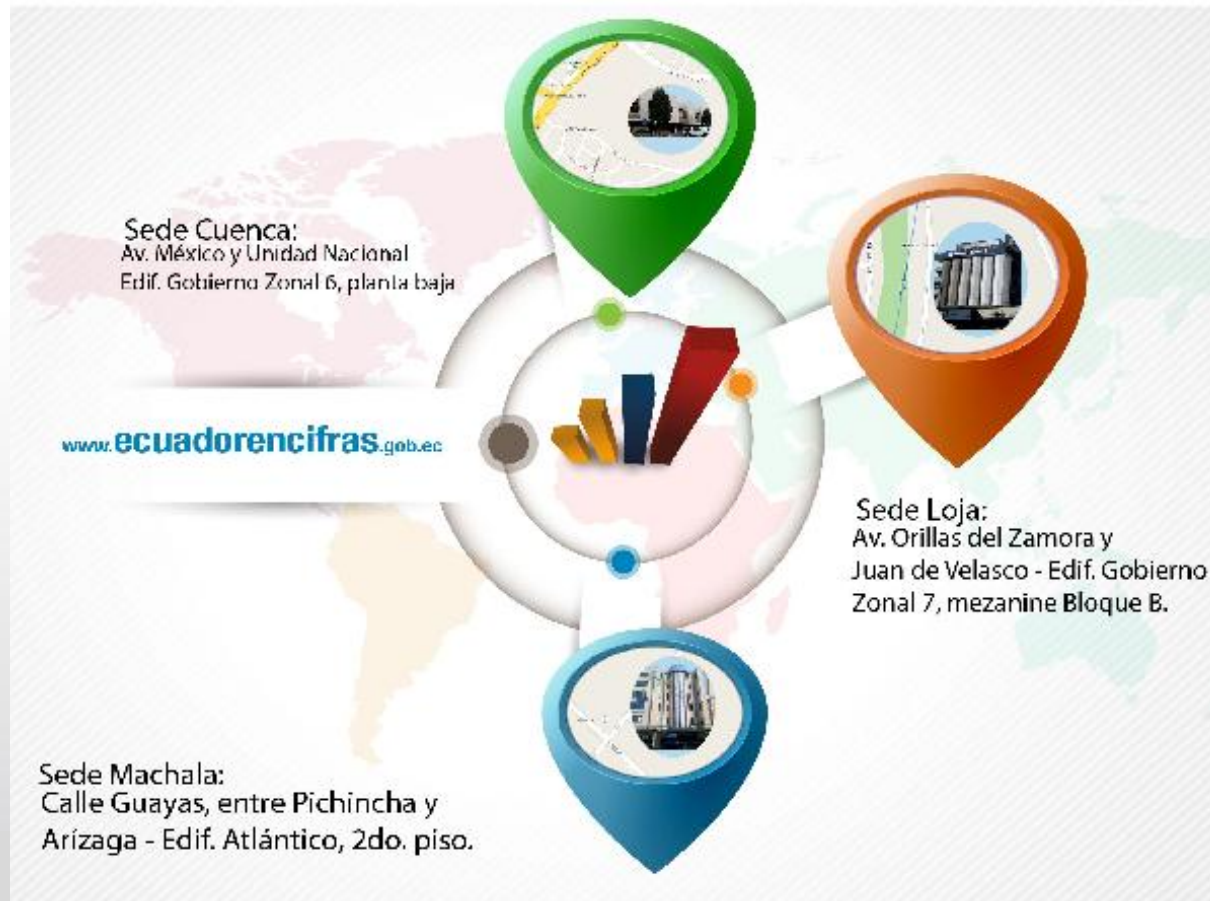 Sede Cuenca:
Av. México y Unidad Nacional
Edif. Gobierno Zonal 6, planta baja
www.ecuadorencifras.gob.ec
Sede Loja:
Av. Orillas del Zamora y
Juan de Velasco - Edif. Gobierno
Zonal 7, mezanine Bloque B.
Sede Machala:
Calle Guayas, entre Pichincha y
Arízaga - Edif. Atlántico, 2do. piso.